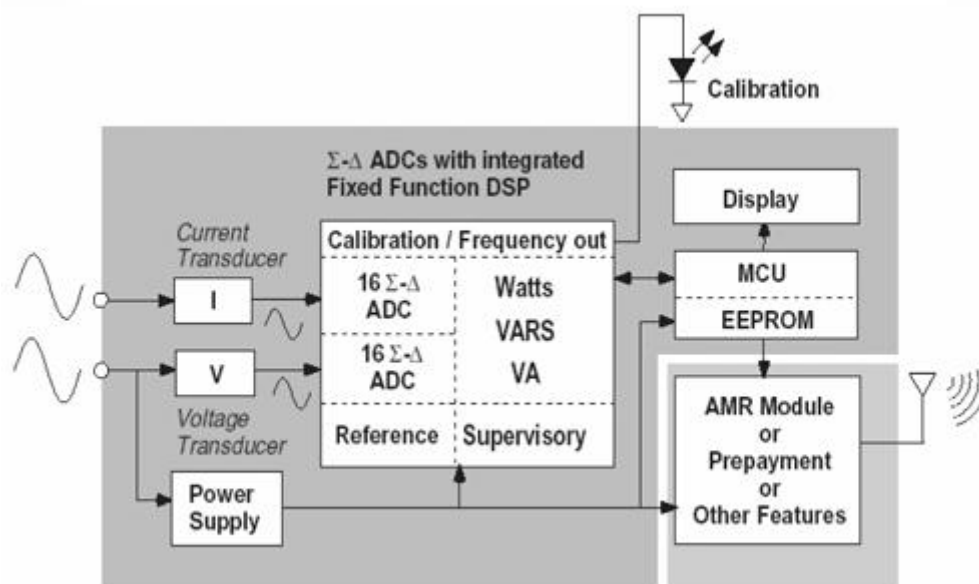 Calibration
Σ-Δ ADCs with integrated
Fixed Function DSP
Current
Transducer
I
V
Voltage
Transducer
Power
Supply
Calibration / Frequency out
16 Σ-Δ
ADC
16 Σ-Δ
ADC
Reference
Watts
VARS
VA
Supervisory
Display
MCU
EEPROM
AMR Module
or
Prepayment
or
Other Features